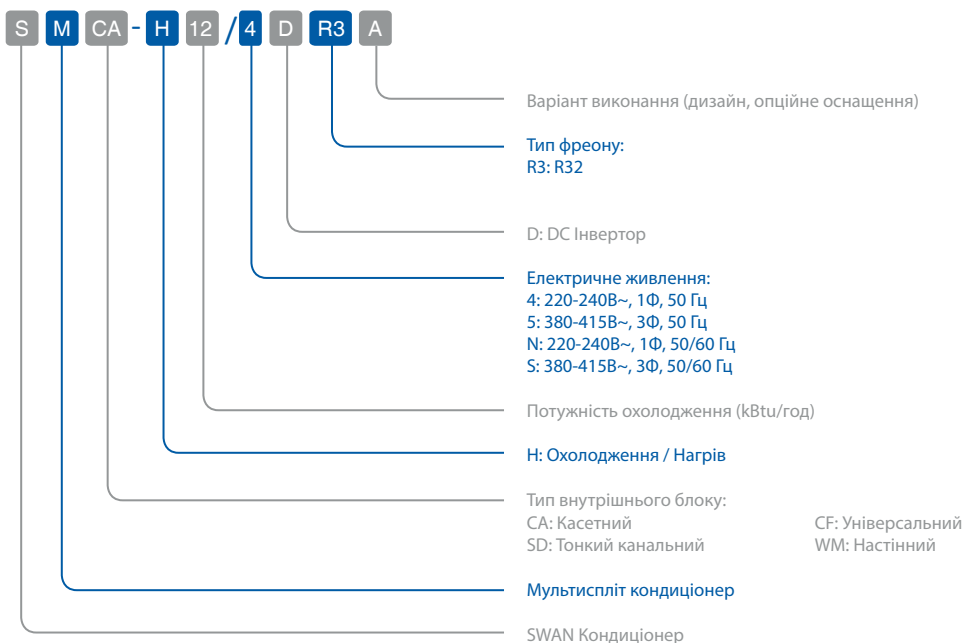 S M CA - H 12 / 4 D R3 A
Варіант виконання (дизайн, опційне оснащення)
Тип фреону:
R3: R32
D: DC Інвертор
Електричне живлення:
4: 220-240В~, 1Ф, 50 Гц
5: 380-415В~, 3Ф, 50 Гц
N: 220-240В~, 1Ф, 50/60 Гц
S: 380-415В~, 3Ф, 50/60 Гц
Потужність охолодження (kBtu/год)
H: Охолодження / Нагрів
Тип внутрішнього блоку:
CA: Касетний CF: Універсальний
SD: Тонкий канальний WM: Настінний
Мультиспліт кондиціонер
SWAN Кондиціонер